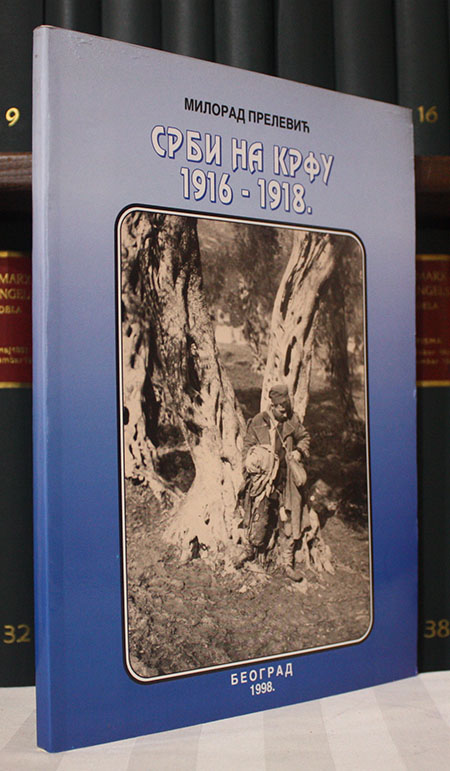 МИЛОРАД ПРЕЛЕВИЋ
СРБИ НА КРФУ
1916 - 1918.
БЕОГРАД
1998.
9
16
32
38